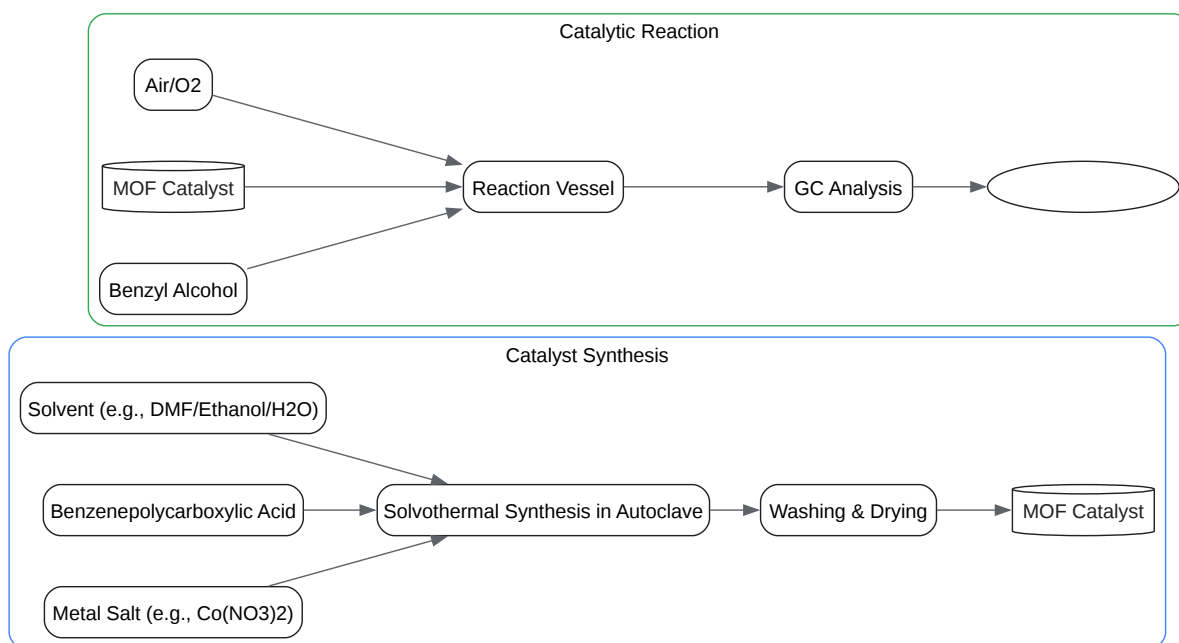 Catalytic Reaction
Air/O2
MOF Catalyst
Reaction Vessel
GC Analysis
Benzyl Alcohol
Catalyst Synthesis
Solvent (e.g., DMF/Ethanol/H2O)
Benzenepolycarboxylic Acid
Solvothermal Synthesis in Autoclave
Washing & Drying
MOF Catalyst
Metal Salt (e.g., Co(NO3)2)